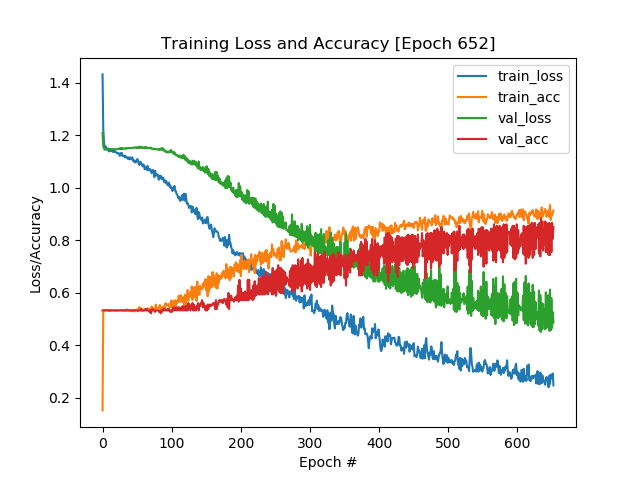 Training Loss and Accuracy [Epoch 652]
train_loss
train_acc
val_loss
val_acc
1.4
1.2
1.0
0.8
0.6
0.4
0.2
Loss/Accuracy
0 100 200 300 400 500 600
Epoch #